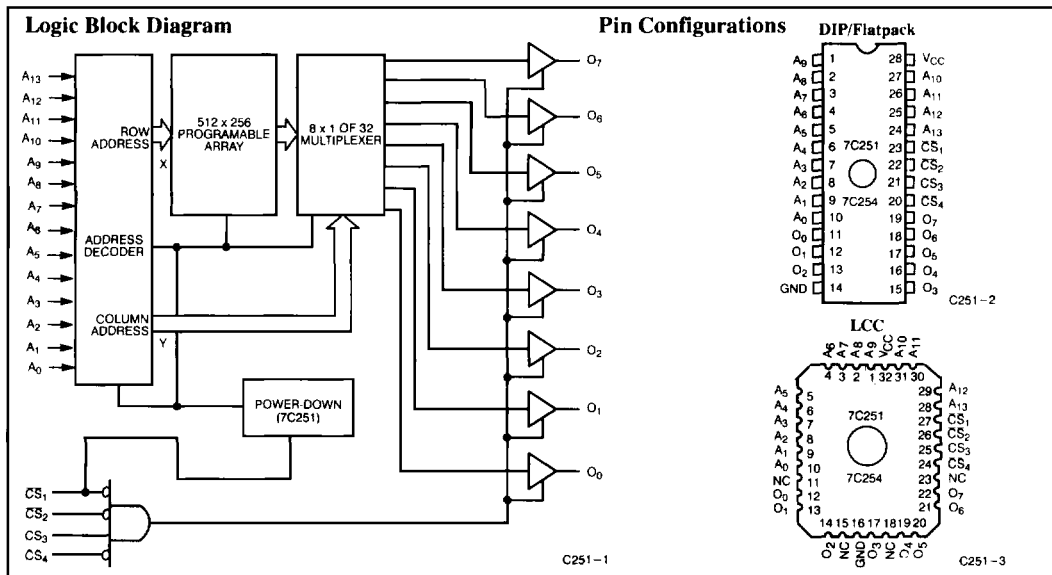 Logic Block Diagram
A13
A12
A11
A10
A9
A8
A7
A6
A5
A4
A3
A2
A1
A0
ROW
ADDRESS
X
ADDRESS
DECODER
COLUMN
ADDRESS
Y
512 x 256
PROGRAMABLE
ARRAY
8 x 1 OF 32
MULTIPLEXER
POWER-DOWN
(7C251)
O7
O6
O5
O4
O3
O2
O1
O0
C̅S̅1
C̅S̅2
CS3
CS4
C251-1
Pin Configurations
DIP/Flatpack
A9 1 28 VCC
A8 2 27 A10
A7 3 26 A11
A6 4 25 A12
A5 5 24 A13
A4 6 7C251 23 C̅S̅1
A3 7 22 C̅S̅2
A2 8 21 CS3
A1 9 7C254 20 CS4
A0 10 19 O7
O0 11 18 O6
O1 12 17 O5
O2 13 16 O4
GND 14 15 O3
C251-2
LCC
A6 A7 A8 A9 VCC A10 A11
4 3 2 1 32 31 30
A5 5 29 A12
A4 6 28 A13
A3 7 7C251 27 C̅S̅1
A2 8 26 C̅S̅2
A1 9 25 CS3
A0 10 7C254 24 CS4
NC 11 23 NC
O0 12 22 O7
O1 13 21 O6
14 15 16 17 18 19 20
O2 NC GND O3 NC O4 O5
C251-3